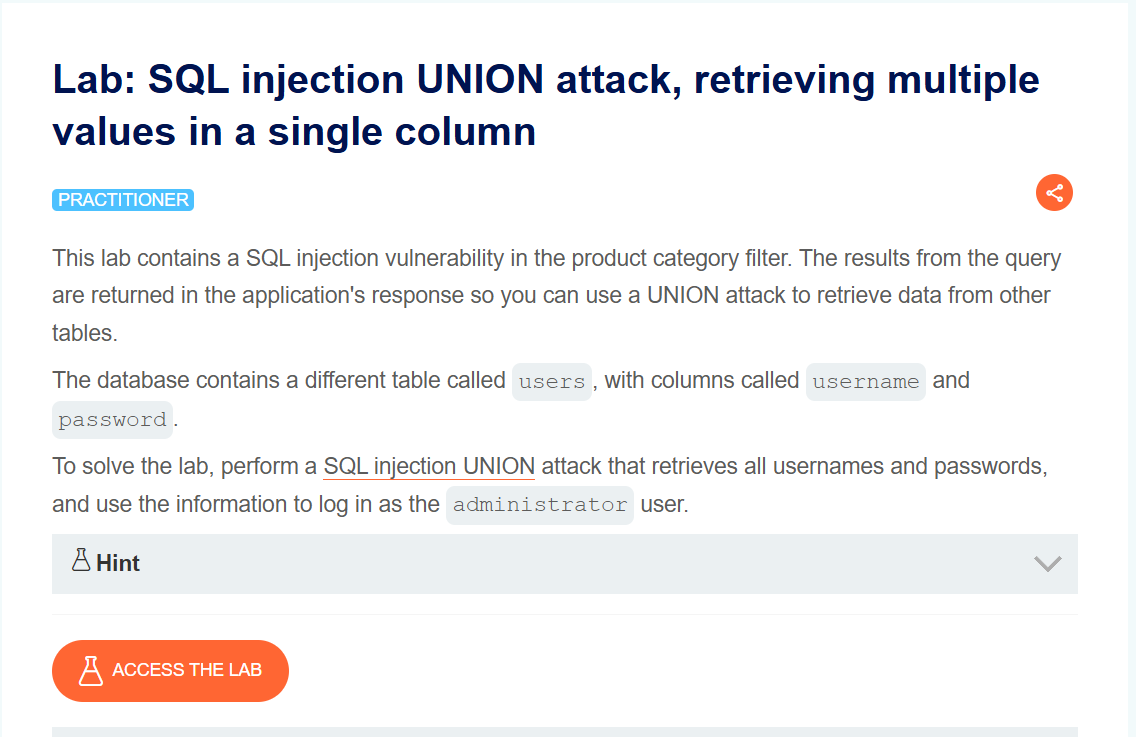 Lab: SQL injection UNION attack, retrieving multiple
values in a single column
PRACTITIONER
This lab contains a SQL injection vulnerability in the product category filter. The results from the query
are returned in the application's response so you can use a UNION attack to retrieve data from other
tables.
The database contains a different table called users, with columns called username and
password.
To solve the lab, perform a SQL injection UNION attack that retrieves all usernames and passwords,
and use the information to log in as the administrator user.
Hint
ACCESS THE LAB